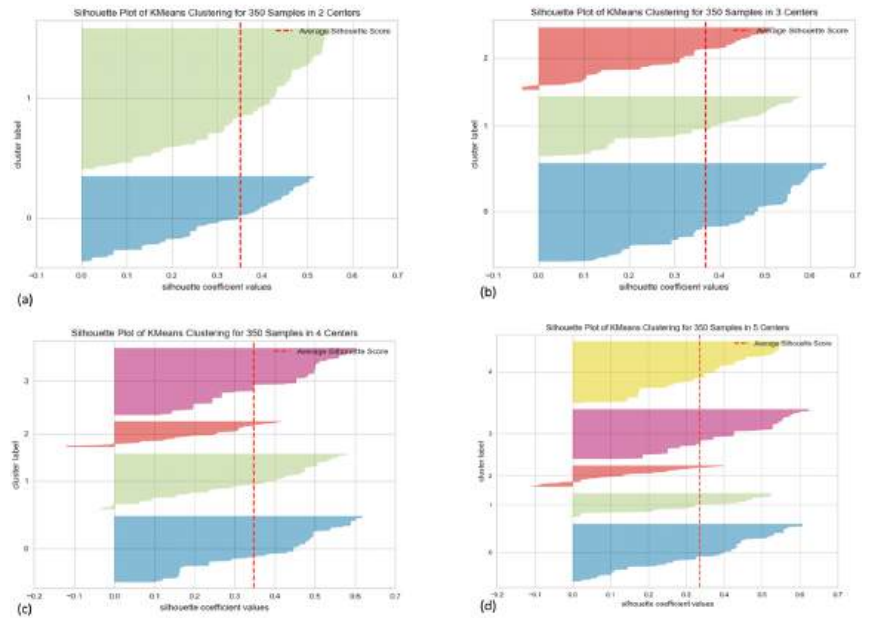 Silhouette Plot of KMeans Clustering for 350 Samples in 2 Centers
Average Silhouette Score
cluster label
1
0
-0.1 0.0 0.1 0.2 0.3 0.4 0.5 0.6 0.7
silhouette coefficient values
(a)
Silhouette Plot of KMeans Clustering for 350 Samples in 3 Centers
Average Silhouette Score
cluster label
2
1
0
-0.1 0.0 0.1 0.2 0.3 0.4 0.5 0.6 0.7
silhouette coefficient values
(b)
Silhouette Plot of KMeans Clustering for 350 Samples in 4 Centers
Average Silhouette Score
cluster label
3
2
1
0
-0.2 -0.1 0.0 0.1 0.2 0.3 0.4 0.5 0.6 0.7
silhouette coefficient values
(c)
Silhouette Plot of KMeans Clustering for 350 Samples in 5 Centers
Average Silhouette Score
cluster label
4
3
2
1
0
-0.2 -0.1 0.0 0.1 0.2 0.3 0.4 0.5 0.6 0.7
silhouette coefficient values
(d)